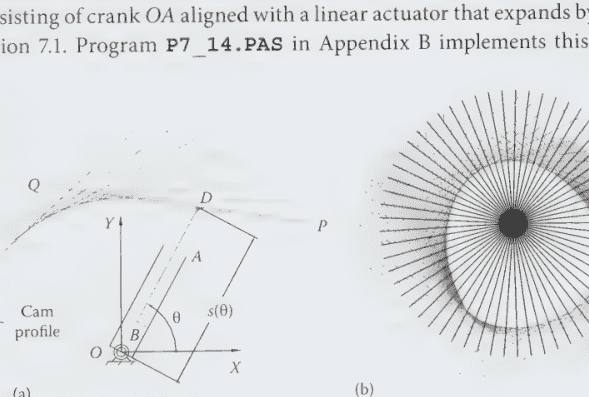 sisting of crank OA aligned with a linear actuator that expands by
ion 7.1. Program P7_14.PAS in Appendix B implements this
Q
D
Y
P
A
Cam
profile
θ
s(θ)
B
O
X
(a)
(b)